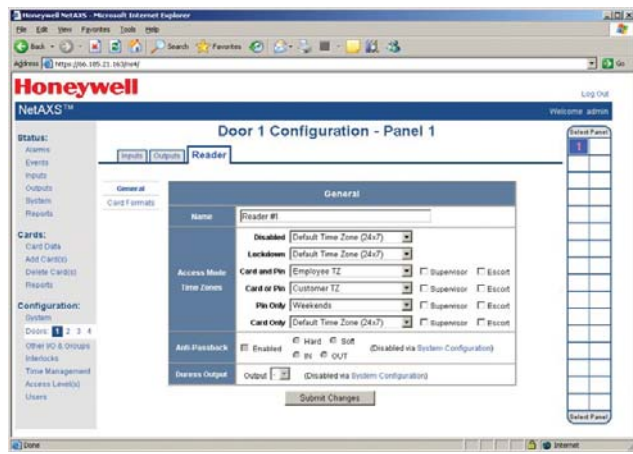 Honeywell NetAXS - Microsoft Internet Explorer
File Edit View Favorites Tools Help
Back Search Favorites
Address https://66.185.21.163/net4/ Go
Honeywell
Log Out
NetAXS™ Welcome admin
Door 1 Configuration - Panel 1
Select Panel
1
Inputs Outputs Reader
Status:
Alarms
Events
Inputs
Outputs
System
Reports
Cards:
Card Data
Add Card(s)
Delete Card(s)
Reports
Configuration:
System
Doors: 1 2 3 4
Other I/O & Groups
Interlocks
Time Management
Access Level(s)
Users
General
Card Formats
General
Name Reader #1
Access Mode Time Zones
Disabled Default Time Zone (24x7)
Lockdown Default Time Zone (24x7)
Card and Pin Employee TZ Supervisor Escort
Card or Pin Customer TZ Supervisor Escort
Pin Only Weekends Supervisor Escort
Card Only Default Time Zone (24x7) Supervisor Escort
Anti-Passback Enabled Hard Soft
IN OUT (Disabled via System Configuration)
Duress Output Output - (Disabled via System Configuration)
Submit Changes
Select Panel
Done Internet